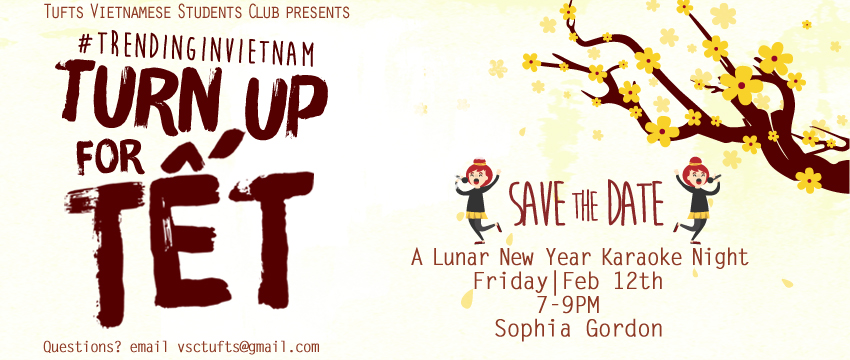 Tufts Vietnamese Students Club presents
#TRENDINGINVIETNAM
TURN UP
FOR
TẾT
SAVE THE DATE
A Lunar New Year Karaoke Night
Friday|Feb 12th
7-9PM
Sophia Gordon
Questions? email vsctufts@gmail.com